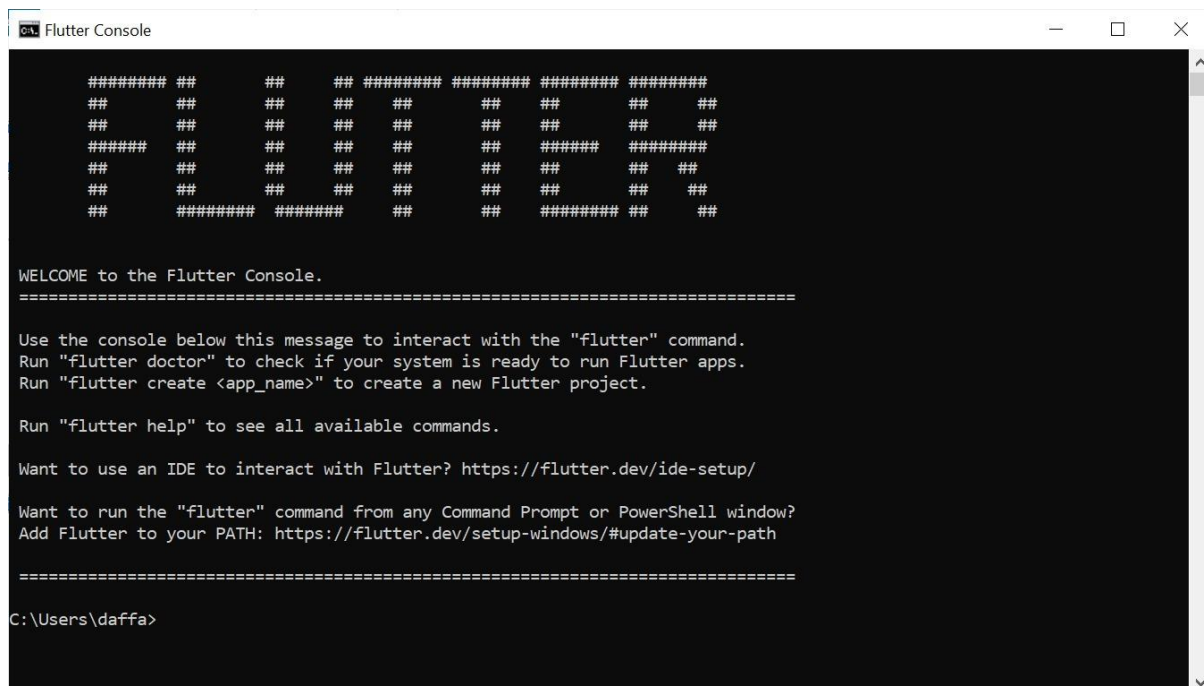 Flutter Console
FLUTTER
WELCOME to the Flutter Console.
===============================================================================
Use the console below this message to interact with the "flutter" command.
Run "flutter doctor" to check if your system is ready to run Flutter apps.
Run "flutter create <app_name>" to create a new Flutter project.
Run "flutter help" to see all available commands.
Want to use an IDE to interact with Flutter? https://flutter.dev/ide-setup/
Want to run the "flutter" command from any Command Prompt or PowerShell window?
Add Flutter to your PATH: https://flutter.dev/setup-windows/#update-your-path
===============================================================================
C:\Users\daffa>